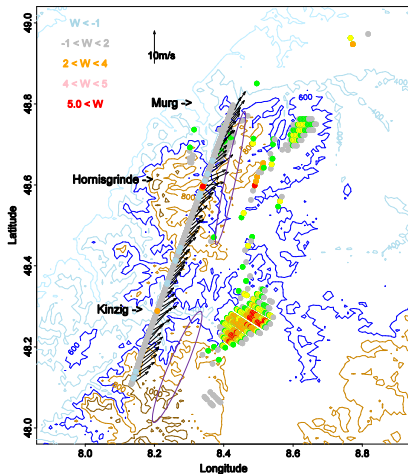 49.0
48.8
48.6
48.4
48.2
48.0
Latitude
W < -1
-1 < W < 2
2 < W < 4
4 < W < 5
5.0 < W
10m/s
Murg ->
Hornisgrinde ->
Kinzig ->
600
800
800
600
600
8.0
8.2
8.4
8.6
8.8
Longitude